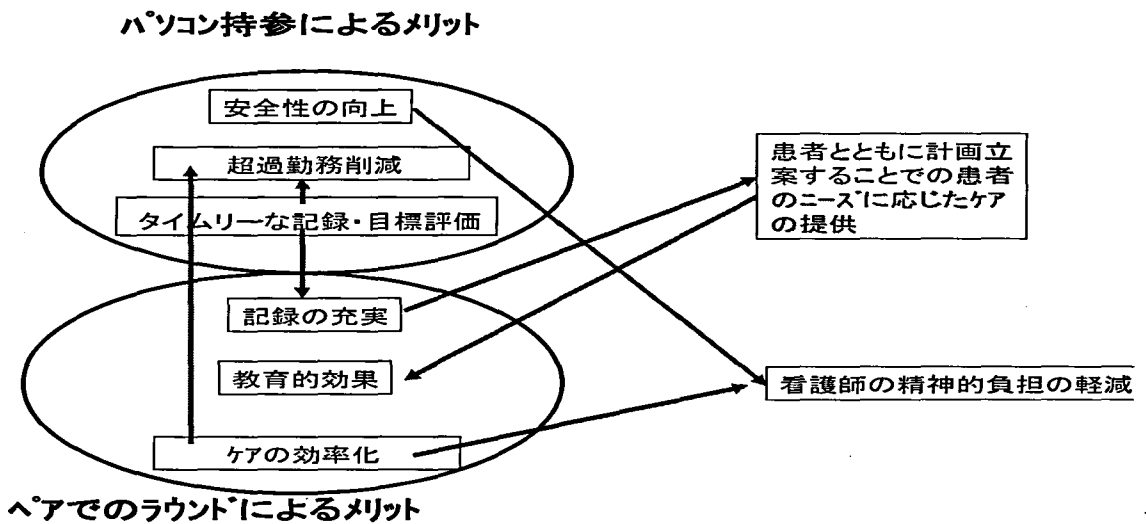 パソコン持参によるメリット
安全性の向上
超過勤務削減
タイムリーな記録・目標評価
記録の充実
教育的効果
ケアの効率化
ペアでのラウンドによるメリット
患者とともに計画立
案することでの患者
のニーズに応じたケア
の提供
看護師の精神的負担の軽減